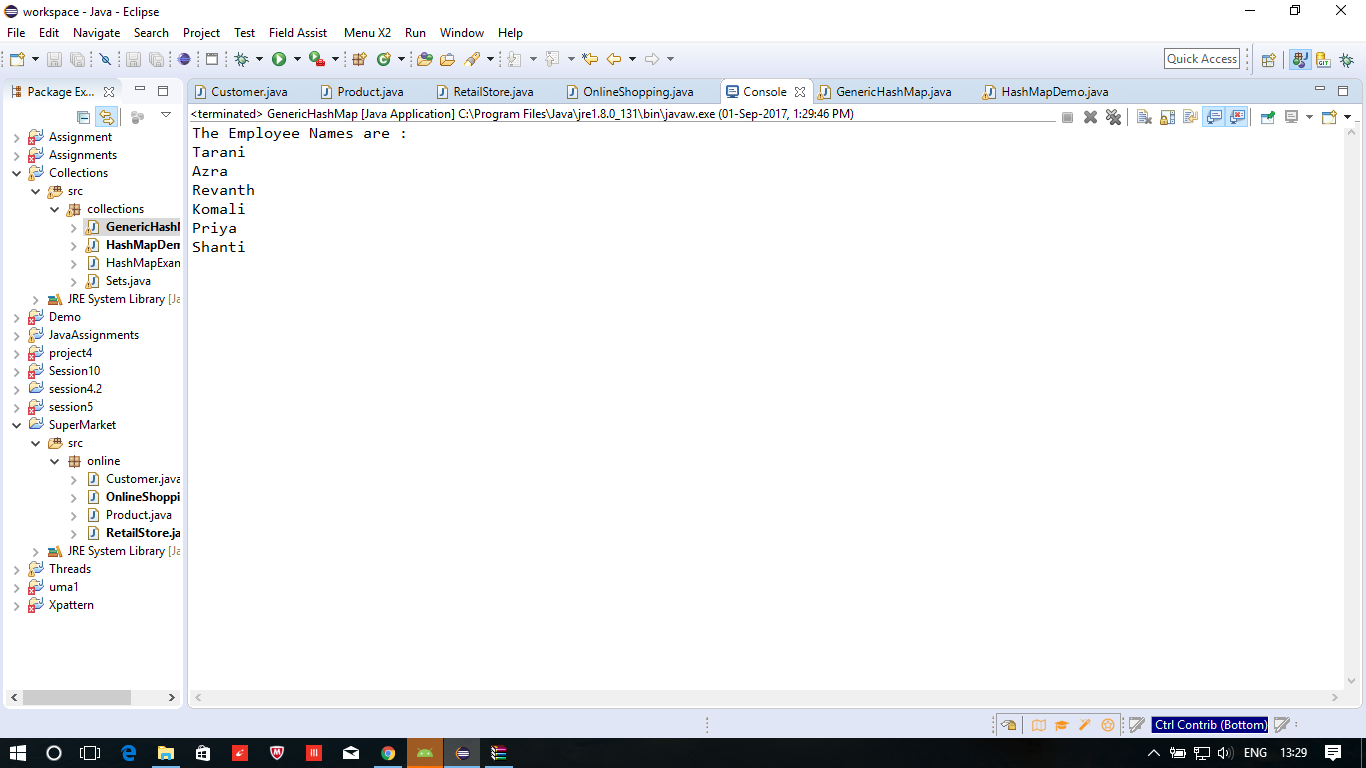 workspace - Java - Eclipse
File Edit Navigate Search Project Test Field Assist Menu X2 Run Window Help
Quick Access
Package Ex...
Customer.java Product.java RetailStore.java OnlineShopping.java Console GenericHashMap.java HashMapDemo.java
<terminated> GenericHashMap [Java Application] C:\Program Files\Java\jre1.8.0_131\bin\javaw.exe (01-Sep-2017, 1:29:46 PM)
Assignment
Assignments
Collections
src
collections
GenericHashM
HashMapDem
HashMapExan
Sets.java
JRE System Library [Ja
Demo
JavaAssignments
project4
Session10
session4.2
session5
SuperMarket
src
online
Customer.java
OnlineShoppi
Product.java
RetailStore.ja
JRE System Library [Ja
Threads
uma1
Xpattern
The Employee Names are :
Tarani
Azra
Revanth
Komali
Priya
Shanti
Ctrl Contrib (Bottom)
ENG 13:29